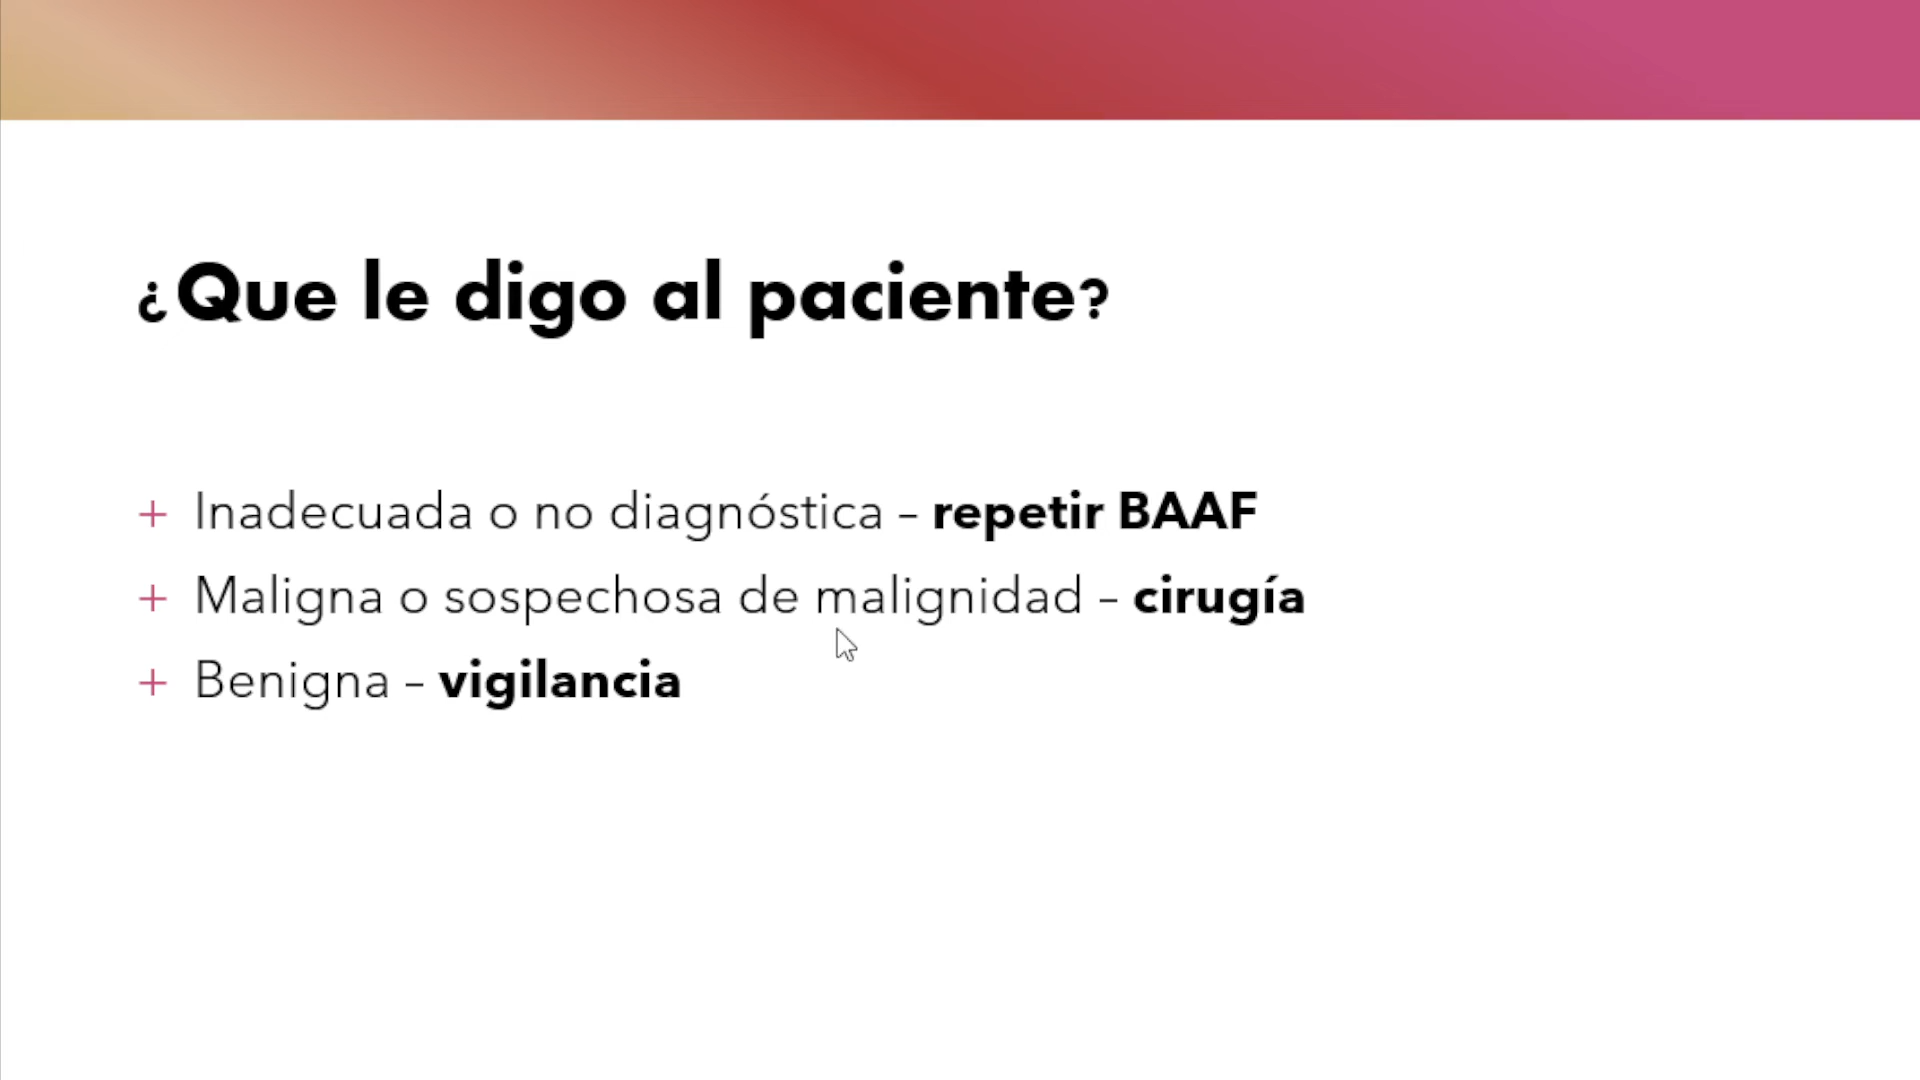 ¿Que le digo al paciente?
+ Inadecuada o no diagnóstica – repetir BAAF
+ Maligna o sospechosa de malignidad – cirugía
+ Benigna – vigilancia